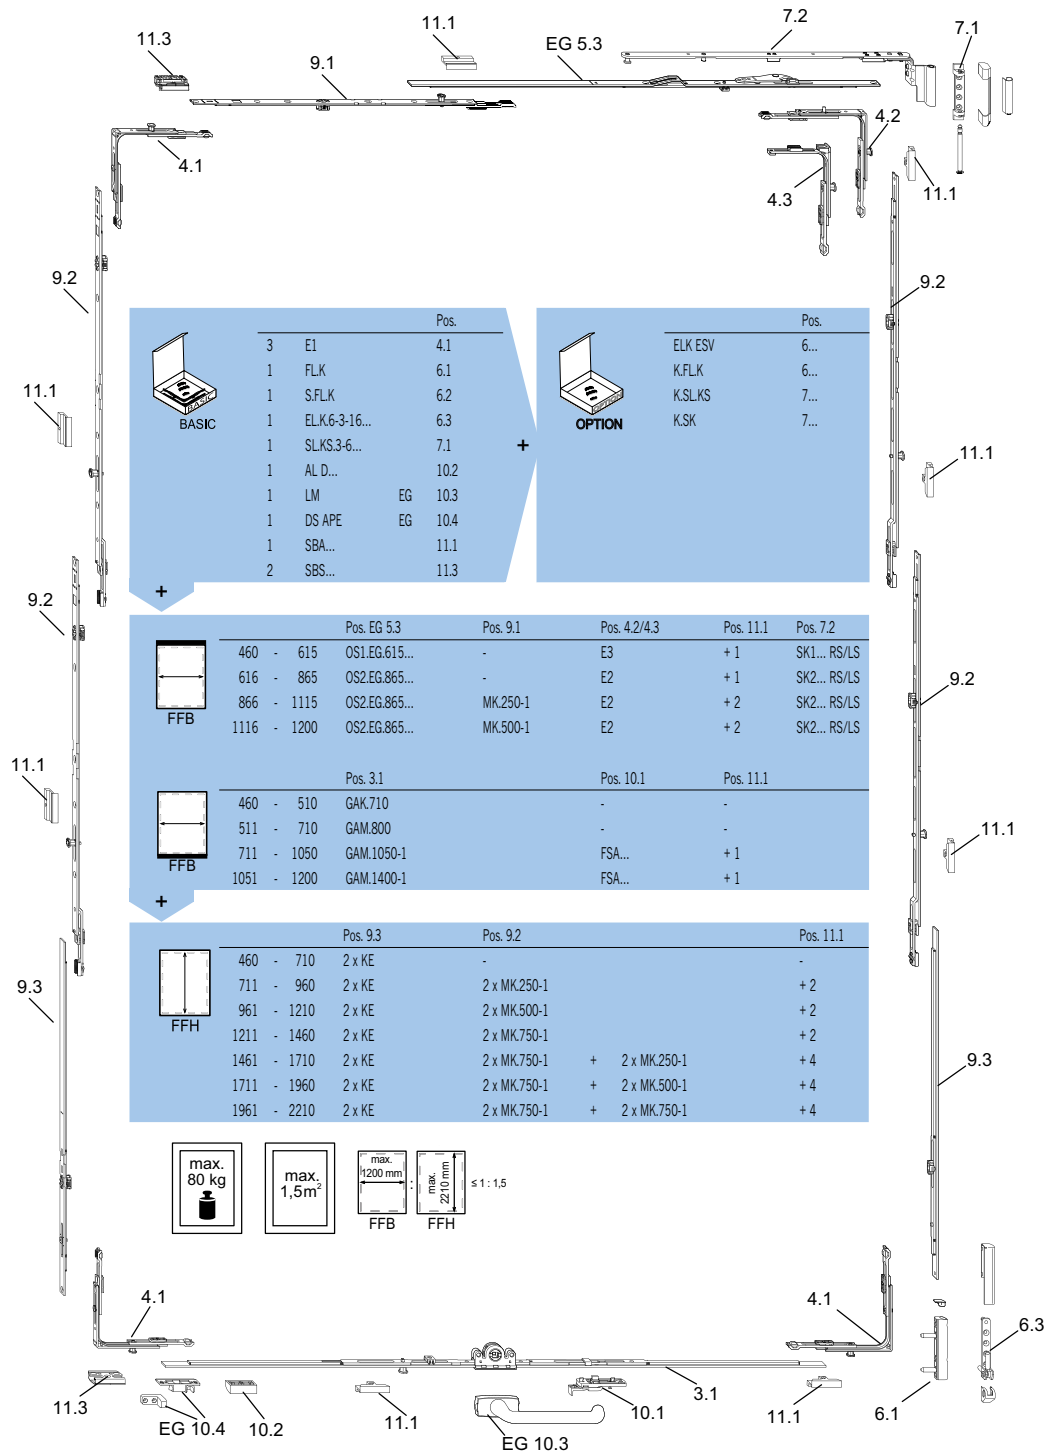 11.3
11.1
7.2
7.1
EG 5.3
9.1
4.2
4.1
4.3
11.1
9.2
9.2
11.1
11.1
9.2
9.2
11.1
11.1
9.3
9.3
Pos.
3 E1 4.1
1 FL.K 6.1
1 S.FL.K 6.2
1 EL.K.6-3-16... 6.3
1 SL.KS.3-6... 7.1
1 AL D... 10.2
1 LM EG 10.3
1 DS APE EG 10.4
1 SBA... 11.1
2 SBS... 11.3
BASIC
BASIC
+
Pos.
ELK ESV 6...
K.FL.K 6...
K.SL.KS 7...
K.SK 7...
OPTION
OPTION
+
Pos. EG 5.3 Pos. 9.1 Pos. 4.2/4.3 Pos. 11.1 Pos. 7.2
460 - 615 OS1.EG.615... - E3 + 1 SK1... RS/LS
616 - 865 OS2.EG.865... - E2 + 1 SK2... RS/LS
866 - 1115 OS2.EG.865... MK.250-1 E2 + 2 SK2... RS/LS
1116 - 1200 OS2.EG.865... MK.500-1 E2 + 2 SK2... RS/LS
FFB
Pos. 3.1 Pos. 10.1 Pos. 11.1
460 - 510 GAK.710 - -
511 - 710 GAM.800 - -
711 - 1050 GAM.1050-1 FSA... + 1
1051 - 1200 GAM.1400-1 FSA... + 1
FFB
+
Pos. 9.3 Pos. 9.2 Pos. 11.1
460 - 710 2 x KE - -
711 - 960 2 x KE 2 x MK.250-1 + 2
961 - 1210 2 x KE 2 x MK.500-1 + 2
1211 - 1460 2 x KE 2 x MK.750-1 + 2
1461 - 1710 2 x KE 2 x MK.750-1 + 2 x MK.250-1 + 4
1711 - 1960 2 x KE 2 x MK.750-1 + 2 x MK.500-1 + 4
1961 - 2210 2 x KE 2 x MK.750-1 + 2 x MK.750-1 + 4
FFH
max.
80 kg
max.
1,5m²
max.
1200 mm
FFB
:
max.
2210 mm
FFH
≤ 1 : 1,5
4.1
4.1
6.3
11.3
EG 10.4
10.2
11.1
EG 10.3
10.1
3.1
11.1
6.1